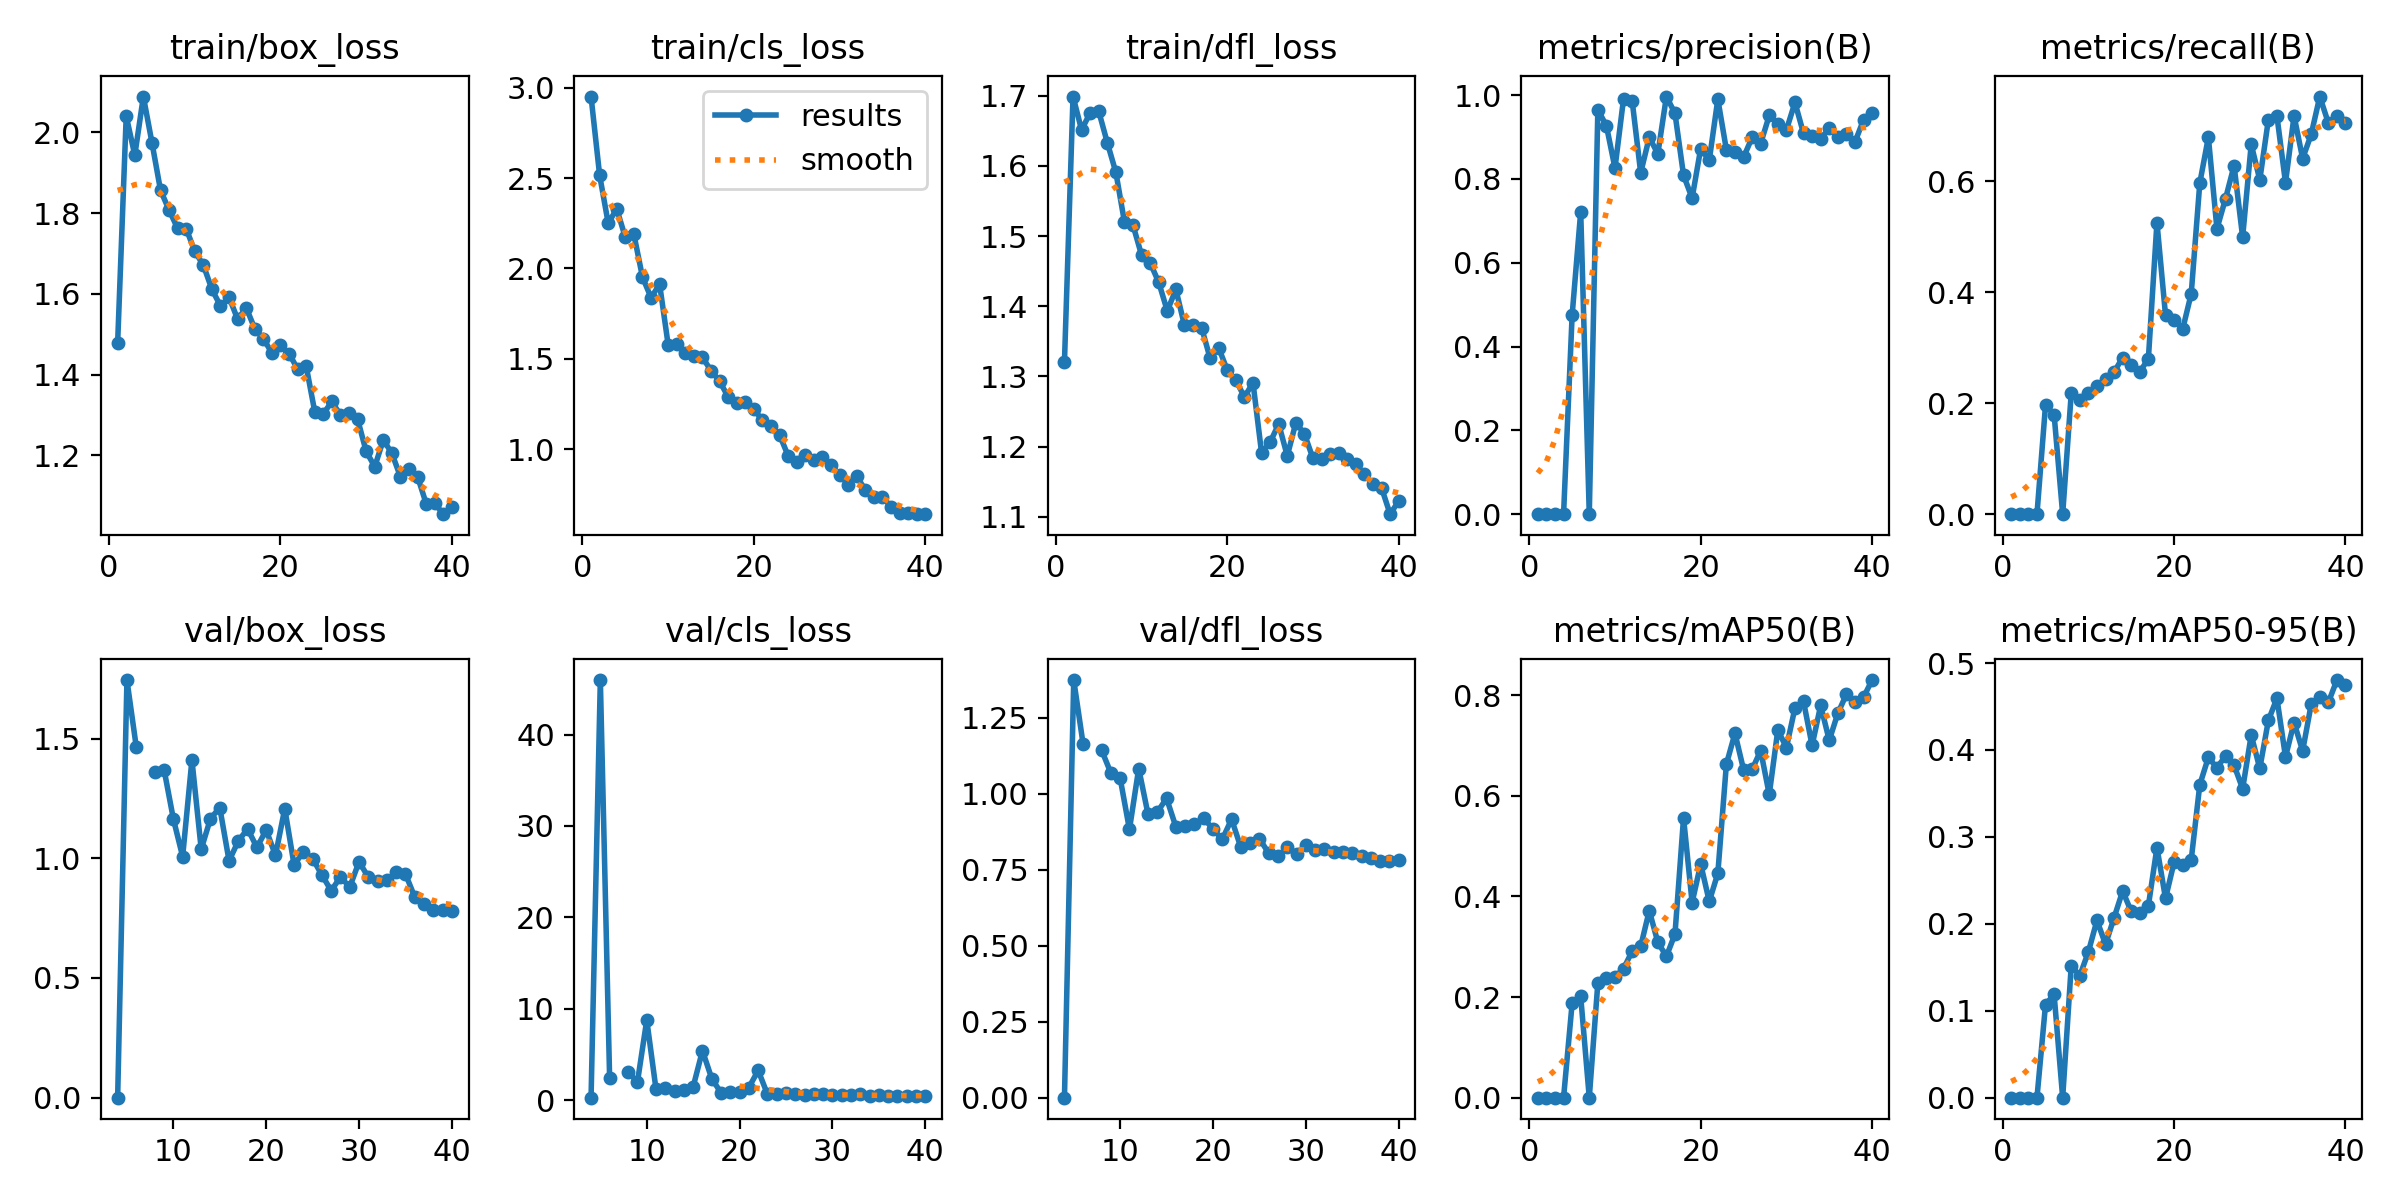 train/box_loss
2.0
1.8
1.6
1.4
1.2
0 20 40
train/cls_loss
results
smooth
3.0
2.5
2.0
1.5
1.0
0 20 40
train/dfl_loss
1.7
1.6
1.5
1.4
1.3
1.2
1.1
0 20 40
metrics/precision(B)
1.0
0.8
0.6
0.4
0.2
0.0
0 20 40
metrics/recall(B)
0.6
0.4
0.2
0.0
0 20 40
val/box_loss
1.5
1.0
0.5
0.0
10 20 30 40
val/cls_loss
40
30
20
10
0
10 20 30 40
val/dfl_loss
1.25
1.00
0.75
0.50
0.25
0.00
10 20 30 40
metrics/mAP50(B)
0.8
0.6
0.4
0.2
0.0
0 20 40
metrics/mAP50-95(B)
0.5
0.4
0.3
0.2
0.1
0.0
0 20 40